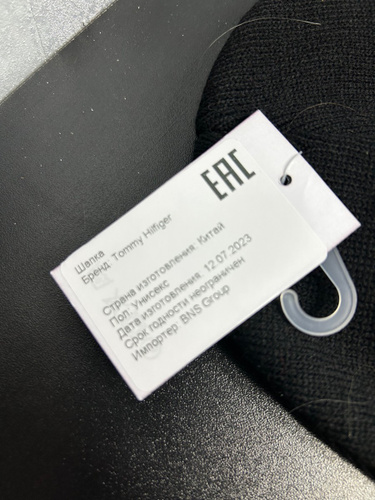 EAC
Шапка
Бренд Tommy Hilfiger
Страна изготовления: Китай
Пол: Унисекс
Дата изготовления: 12.07.2023
Срок годности неограничен
Импортер: BNS Group